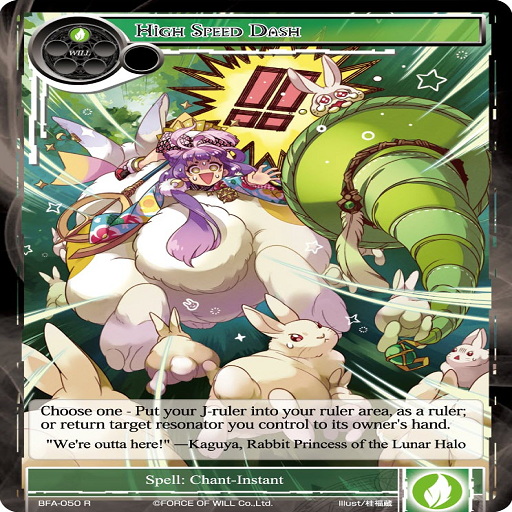 High Speed Dash
WILL
!!
Choose one - Put your J-ruler into your ruler area, as a ruler;
or return target resonator you control to its owner's hand.
"We're outta here!" —Kaguya, Rabbit Princess of the Lunar Halo
Spell: Chant-Instant
BFA-050 R ©FORCE OF WILL Co.,Ltd. Illust/桂福蔵